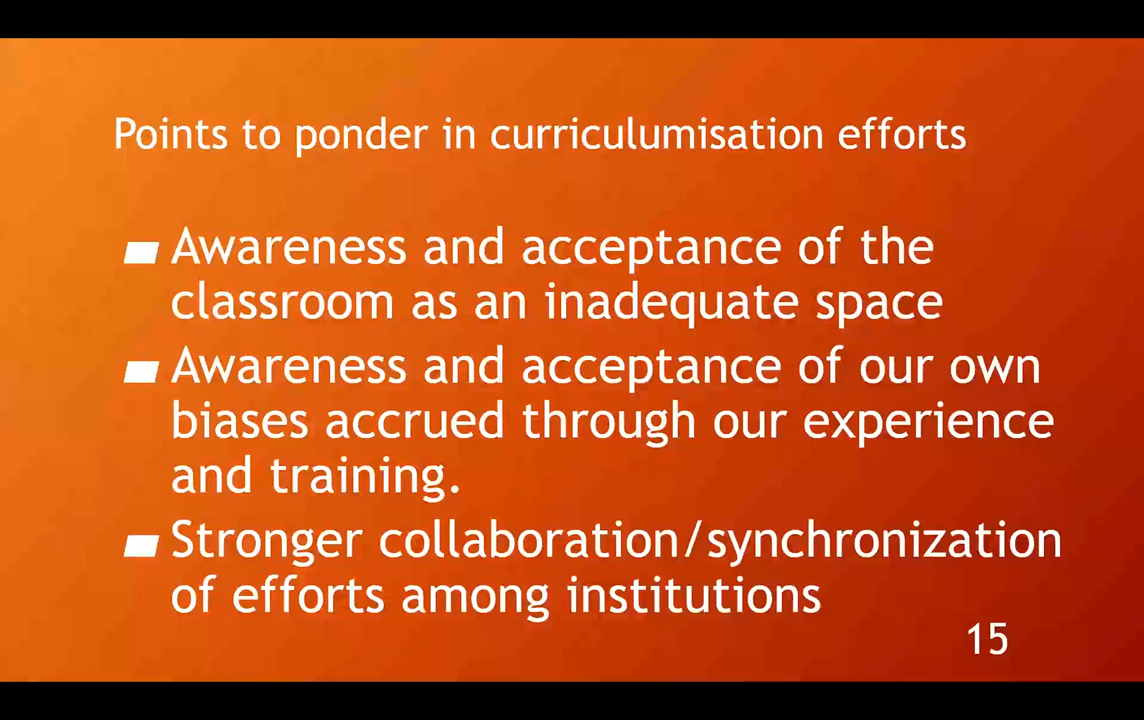 Points to ponder in curriculumisation efforts
Awareness and acceptance of the
classroom as an inadequate space
Awareness and acceptance of our own
biases accrued through our experience
and training.
Stronger collaboration/synchronization
of efforts among institutions
15